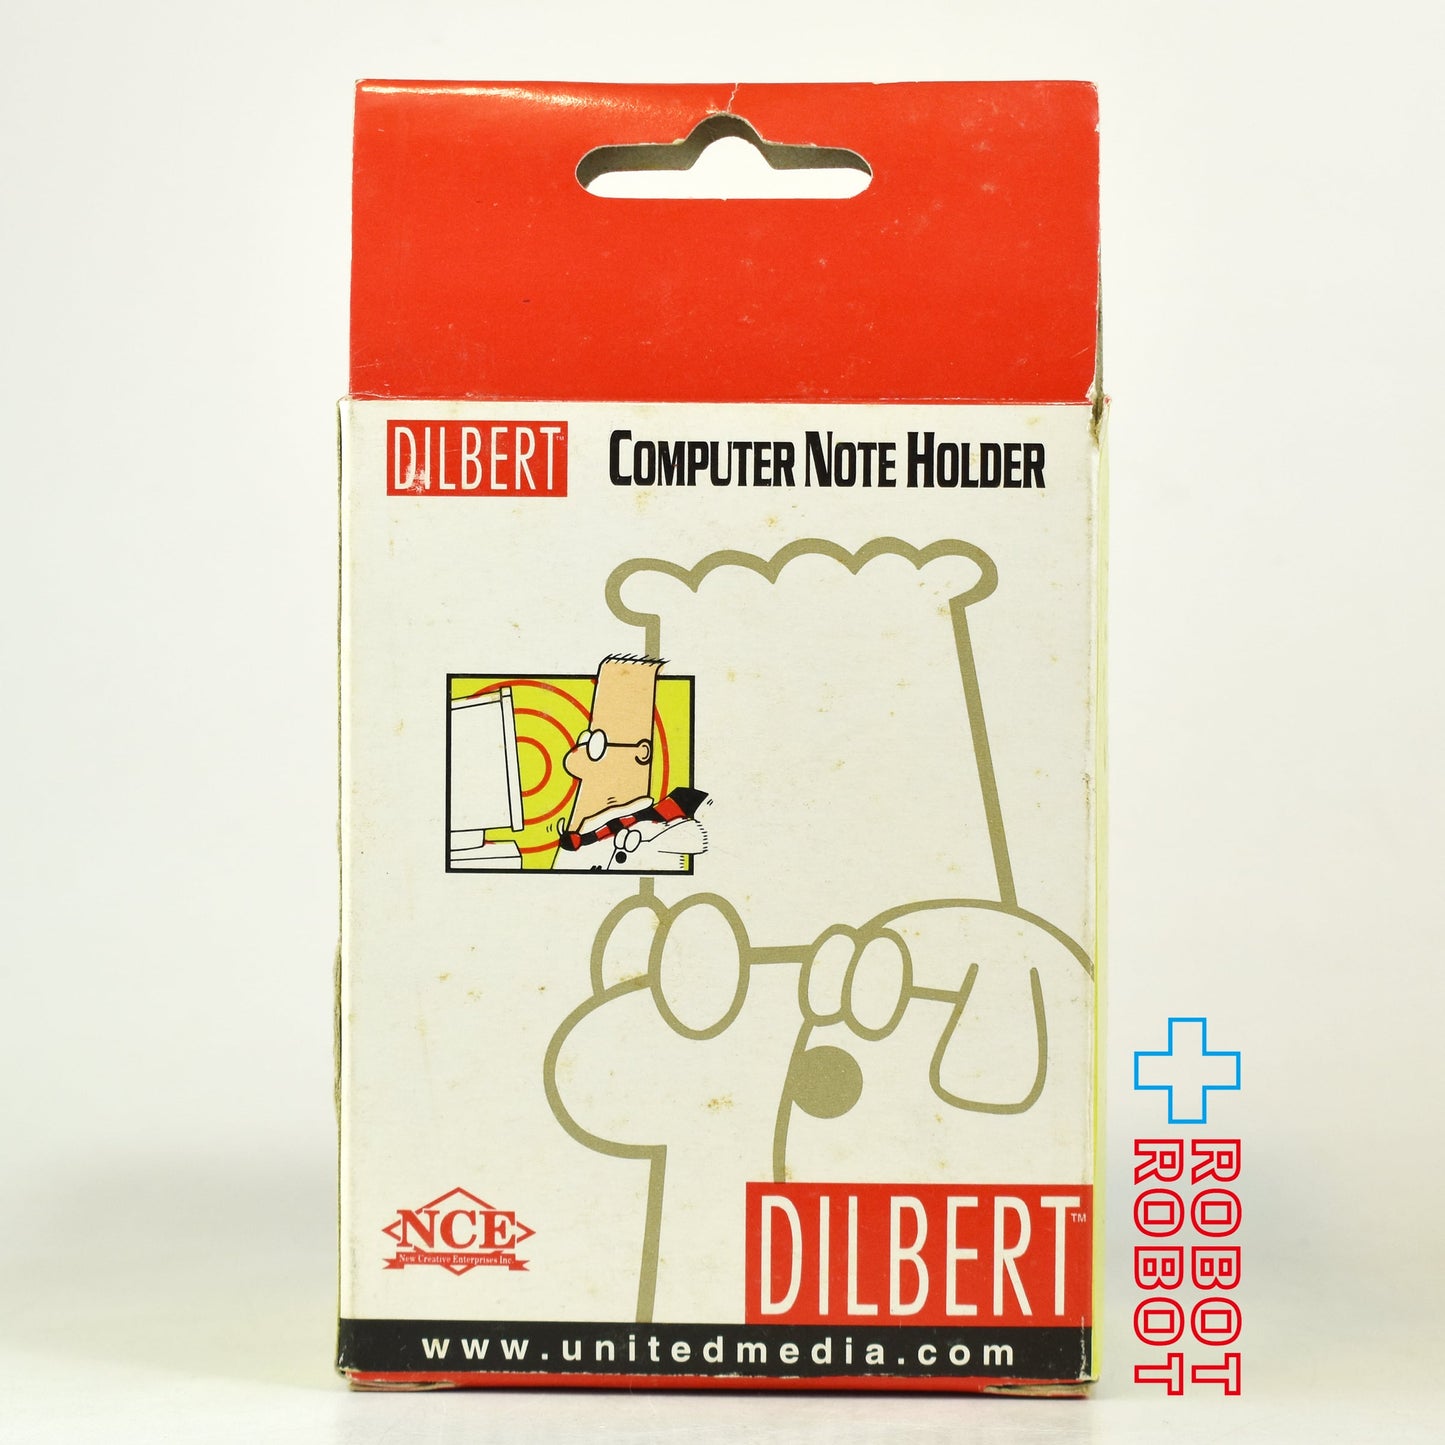 DILBERT™ COMPUTER NOTE HOLDER
NCE
New Creative Enterprises Inc.
DILBERT™
www.unitedmedia.com
ROBOT
ROBOT